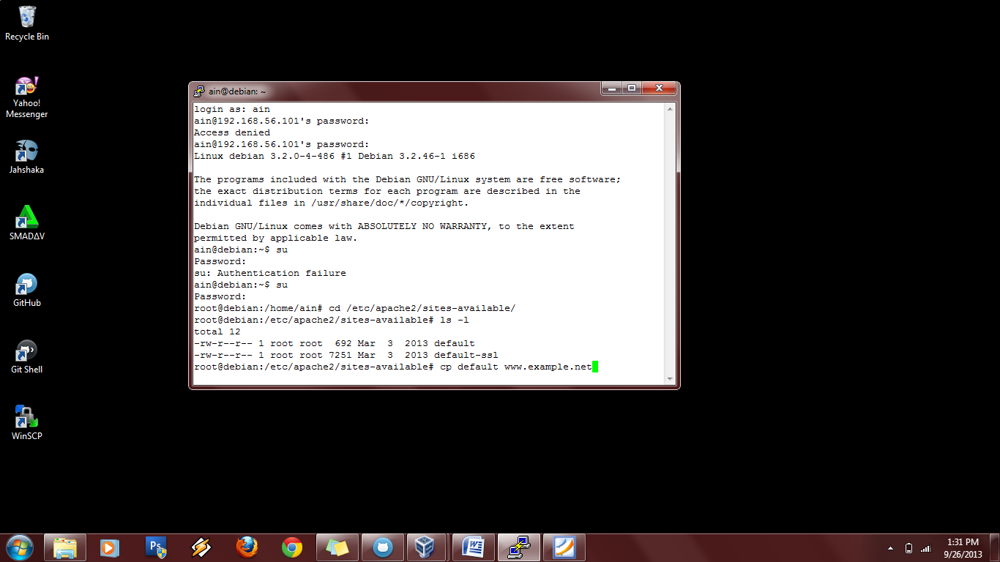 Recycle Bin
Yahoo!
Messenger
Jahshaka
SMADΔV
GitHub
Git Shell
WinSCP
ain@debian: ~
login as: ain
ain@192.168.56.101's password:
Access denied
ain@192.168.56.101's password:
Linux debian 3.2.0-4-486 #1 Debian 3.2.46-1 i686
The programs included with the Debian GNU/Linux system are free software;
the exact distribution terms for each program are described in the
individual files in /usr/share/doc/*/copyright.
Debian GNU/Linux comes with ABSOLUTELY NO WARRANTY, to the extent
permitted by applicable law.
ain@debian:~$ su
Password:
su: Authentication failure
ain@debian:~$ su
Password:
root@debian:/home/ain# cd /etc/apache2/sites-available/
root@debian:/etc/apache2/sites-available# ls -l
total 12
-rw-r--r-- 1 root root  692 Mar  3  2013 default
-rw-r--r-- 1 root root 7251 Mar  3  2013 default-ssl
root@debian:/etc/apache2/sites-available# cp default www.example.net
Ps
W
1:31 PM
9/26/2013